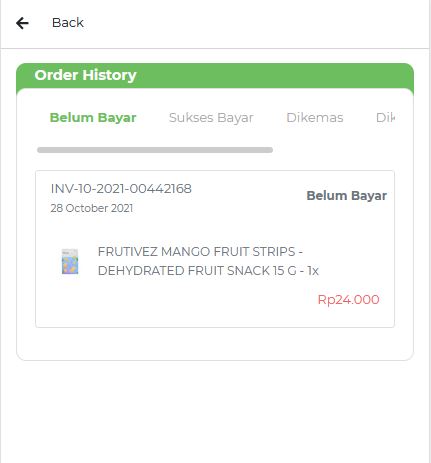 Back
Order History
Belum Bayar Sukses Bayar Dikemas Dik
INV-10-2021-00442168
Belum Bayar
28 October 2021
FRUTIVEZ MANGO FRUIT STRIPS -
DEHYDRATED FRUIT SNACK 15 G - 1x
Rp24.000